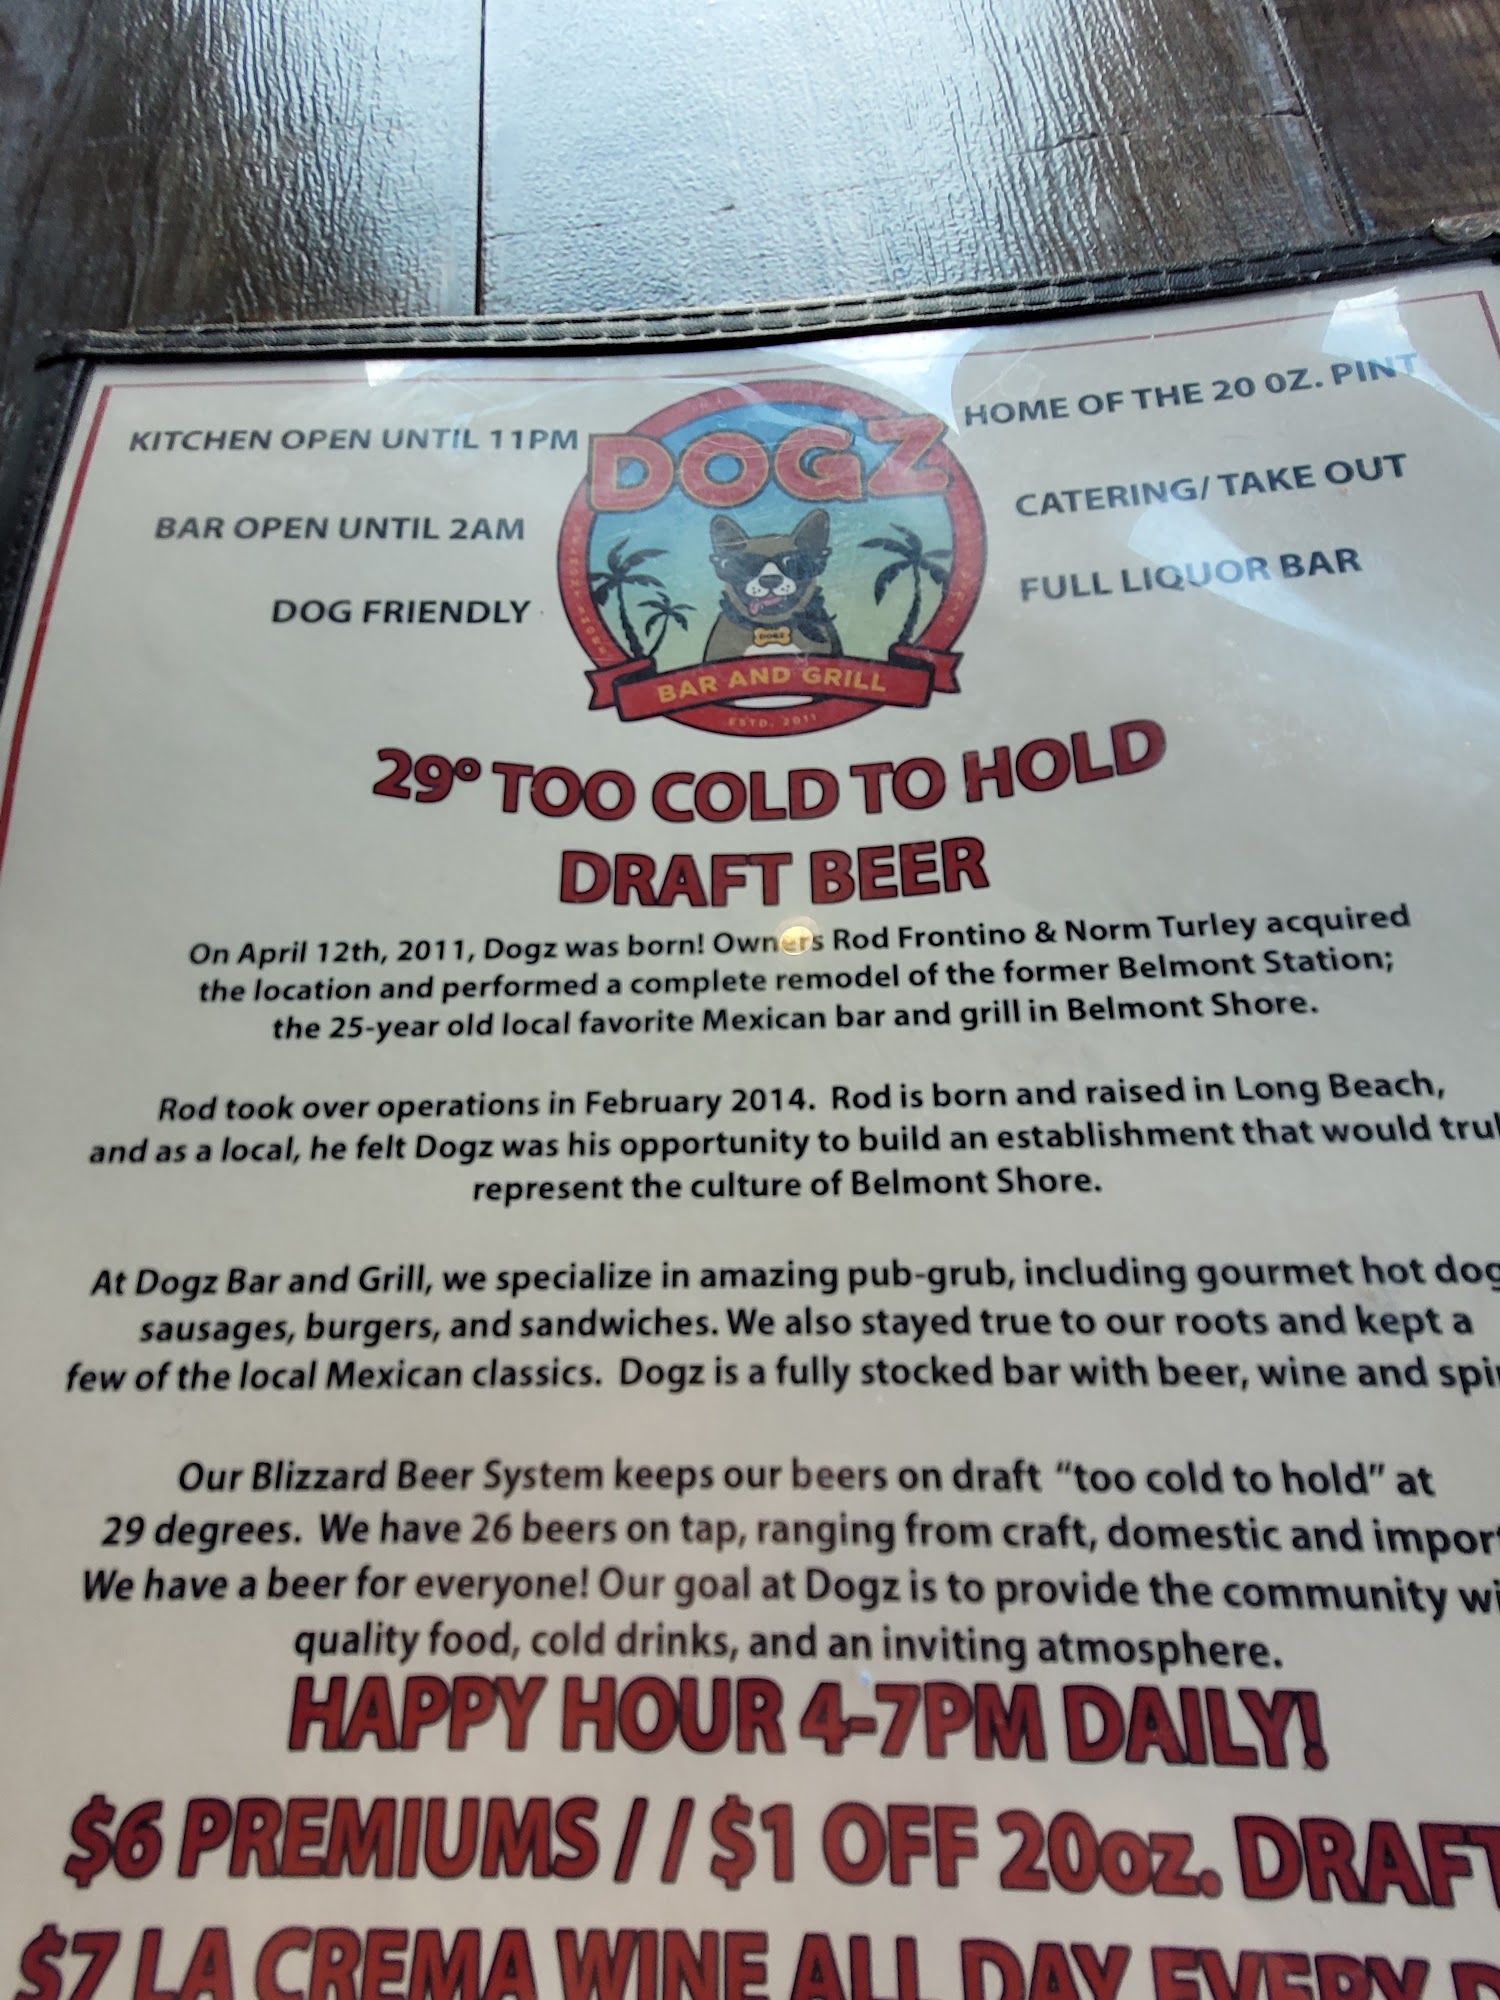 KITCHEN OPEN UNTIL 11PM
BAR OPEN UNTIL 2AM
DOG FRIENDLY
DOGZ
DOGZ
BAR AND GRILL
ESTD. 2011
HOME OF THE 20 OZ. PINT
CATERING/ TAKE OUT
FULL LIQUOR BAR
29° TOO COLD TO HOLD
DRAFT BEER
On April 12th, 2011, Dogz was born! Owners Rod Frontino & Norm Turley acquired
the location and performed a complete remodel of the former Belmont Station;
the 25-year old local favorite Mexican bar and grill in Belmont Shore.
Rod took over operations in February 2014. Rod is born and raised in Long Beach,
and as a local, he felt Dogz was his opportunity to build an establishment that would
represent the culture of Belmont Shore.
At Dogz Bar and Grill, we specialize in amazing pub-grub, including gourmet hot
sausages, burgers, and sandwiches. We also stayed true to our roots and kept a
few of the local Mexican classics. Dogz is a fully stocked bar with beer, wine and
Our Blizzard Beer System keeps our beers on draft "too cold to hold" at
29 degrees. We have 26 beers on tap, ranging from craft, domestic and
We have a beer for everyone! Our goal at Dogz is to provide the community
quality food, cold drinks, and an inviting atmosphere.
HAPPY HOUR 4-7PM DAILY!
$6 PREMIUMS // $1 OFF 20oz. DRAFT
$7 LA CREMA WINE ALL DAY EVERY